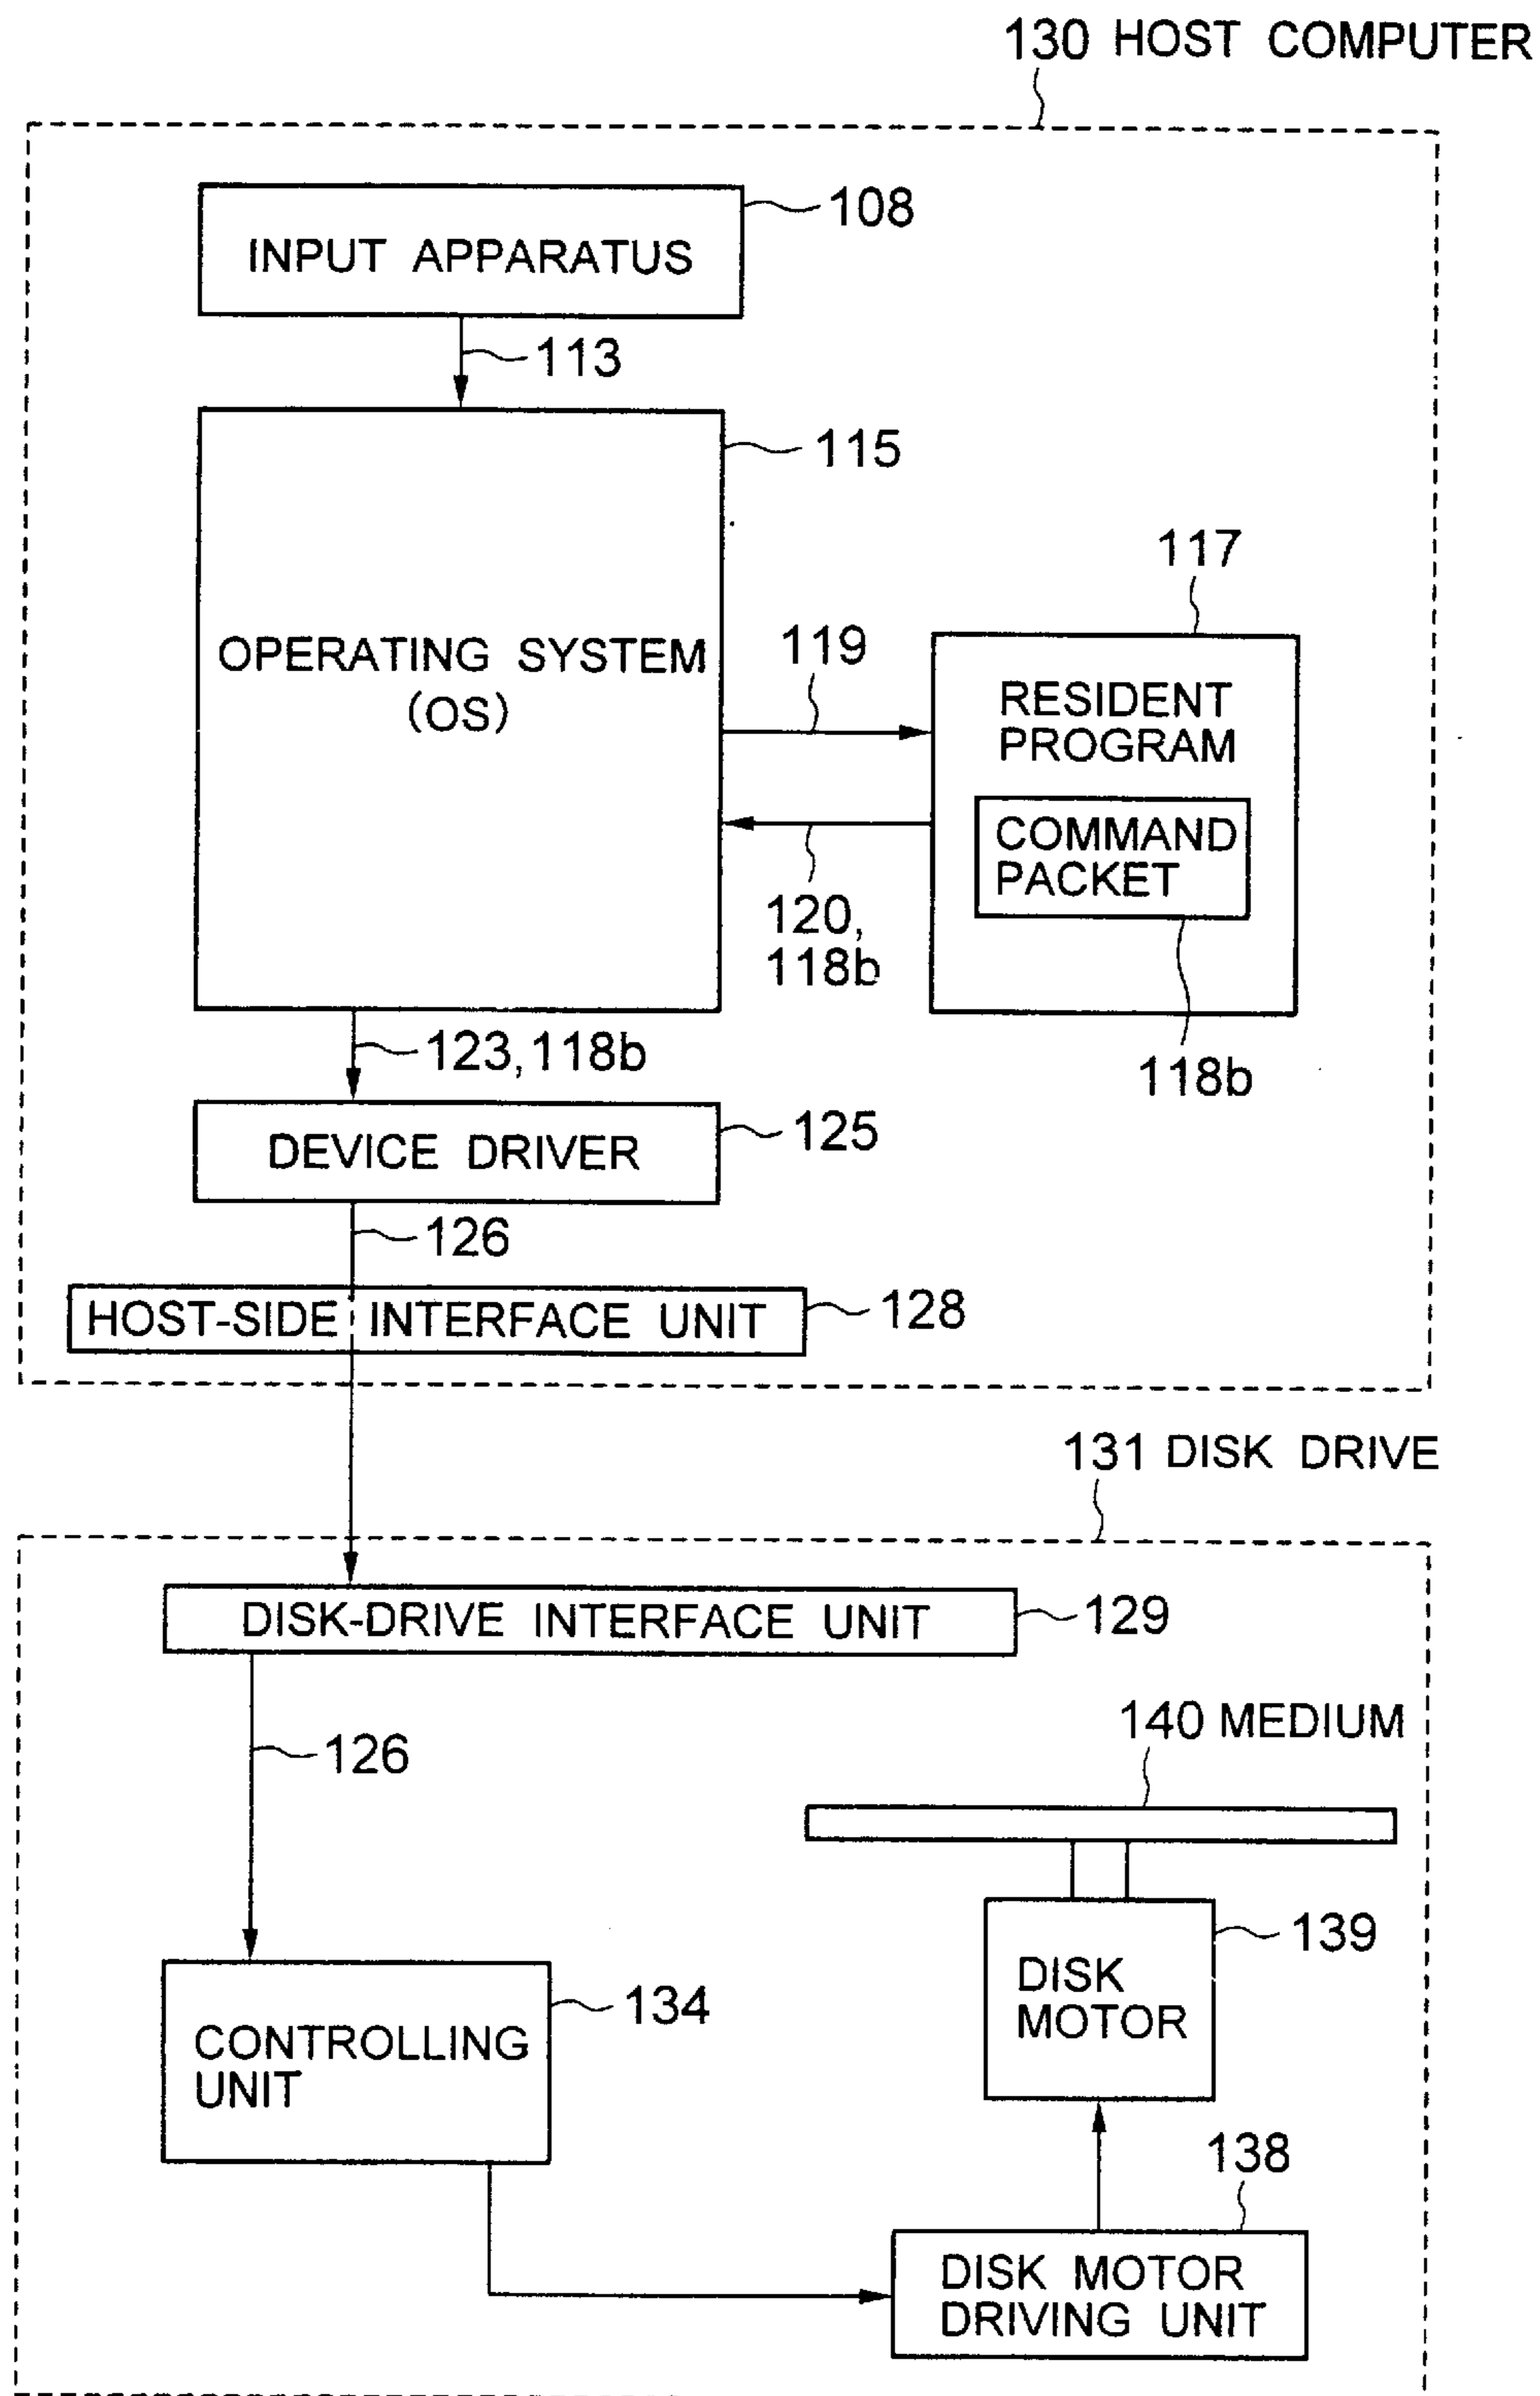 130 HOST COMPUTER
108
INPUT APPARATUS
113
115
117
OPERATING SYSTEM
(OS)
119
RESIDENT
PROGRAM
COMMAND
PACKET
120,
118b
123, 118b
118b
125
DEVICE DRIVER
126
HOST-SIDE INTERFACE UNIT
128
131 DISK DRIVE
DISK-DRIVE INTERFACE UNIT
129
140 MEDIUM
126
139
DISK
MOTOR
134
CONTROLLING
UNIT
138
DISK MOTOR
DRIVING UNIT